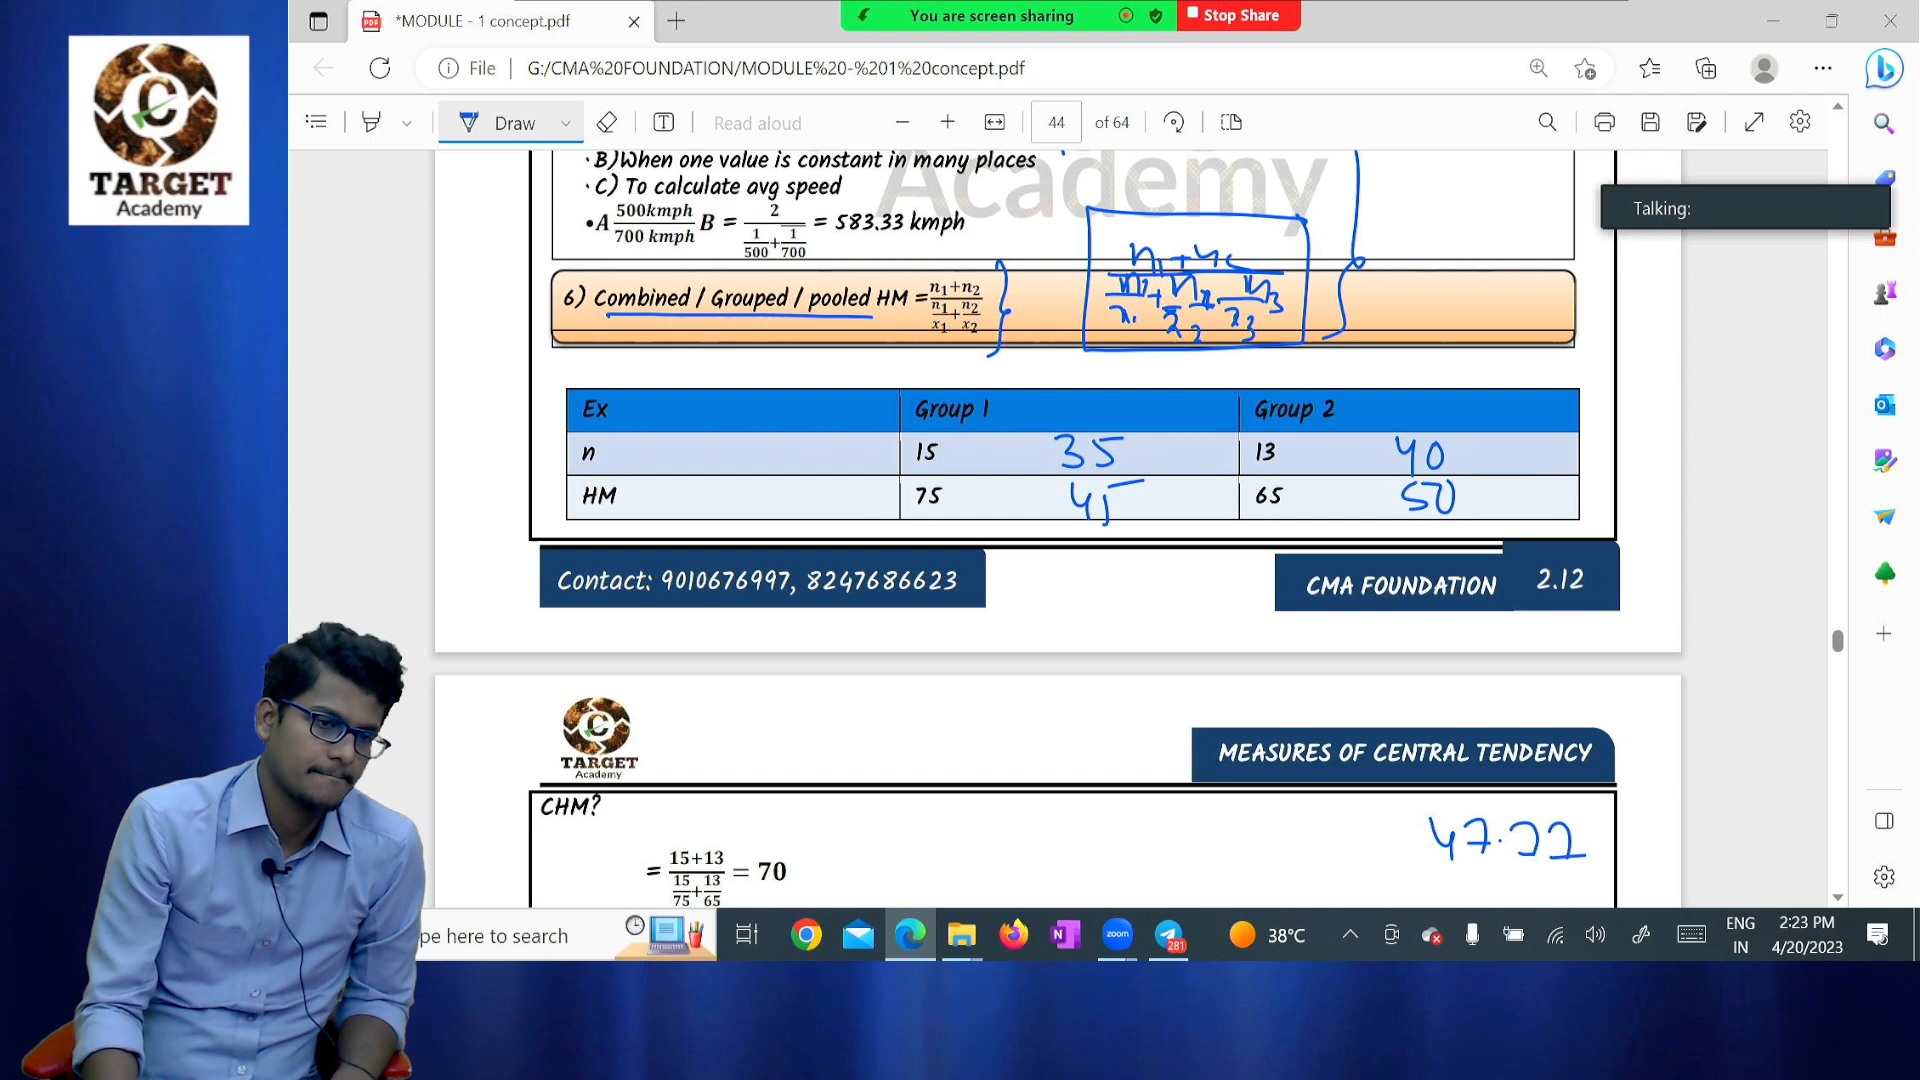 *MODULE - 1 concept.pdf
You are screen sharing
Stop Share
File
G:/CMA%20FOUNDATION/MODULE%20-%201%20concept.pdf
Draw
Read aloud
44 of 64
TARGET
Academy
Talking:
Academy
· B)When one value is constant in many places
· C) To calculate avg speed
•A 500kmph/700 kmph B = 2/(1/500+1/700) = 583.33 kmph
6) Combined / Grouped / pooled HM = (n₁+n₂)/(n₁/x₁+n₂/x₂)
Ex Group 1 Group 2
n 15 35 13 40
HM 75 45 65 50
Contact: 9010676997, 8247686623
CMA FOUNDATION 2.12
TARGET
Academy
MEASURES OF CENTRAL TENDENCY
CHM?
= (15+13)/(15/75+13/65) = 70
pe here to search
zoom
281
38°C
ENG
IN
2:23 PM
4/20/2023